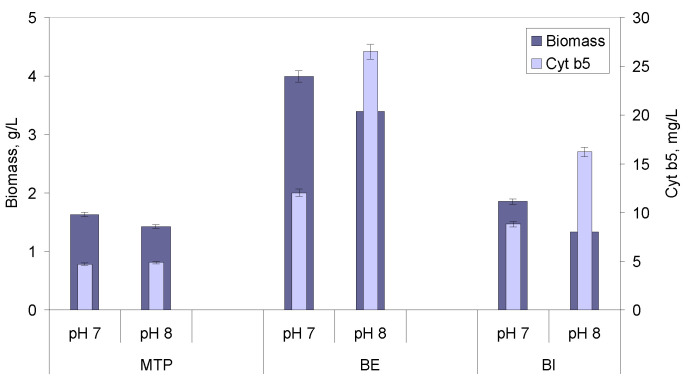 Biomass, g/L
5
4
3
2
1
0
Biomass
Cyt b5
30
25
20
15
10
5
0
Cyt b5, mg/L
pH 7 pH 8 pH 7 pH 8 pH 7 pH 8
MTP BE BI